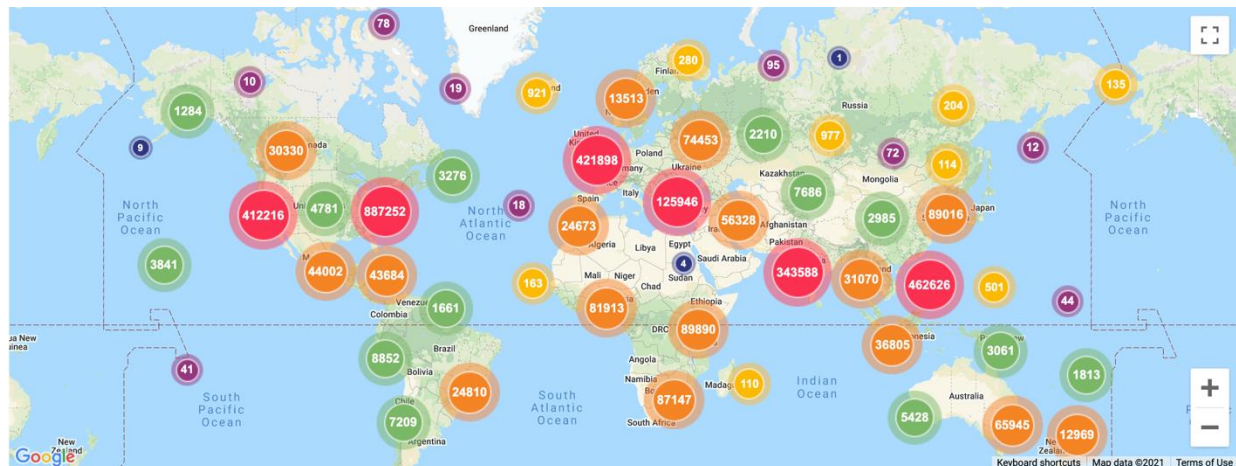 78
Greenland
10
19
921
280
Finlan
95
1
Russia
135
1284
13513
204
9
30330
nada
United
Kingdom
421898
Poland
74453
Ukraine
2210
977
72
Mongolia
114
12
3276
Kazakhstan
7686
North
Pacific
Ocean
412216
4781
887252
North
Atlantic
Ocean
18
Spain
Italy
125946
24673
56328
Afghanistan
2985
89016
Japan
North
Pacific
Ocean
3841
44002
43684
Algeria
Libya
Egypt
Saudi Arabia
Pakistan
343588
31070
462626
501
44
163
Mali
Niger
Chad
4
Sudan
Venezuela
Colombia
1661
81913
Ethiopia
DRC
89890
36805
3061
41
8852
Brazil
Bolivia
24810
Angola
Namibia
87147
110
Indian
Ocean
1813
South
Pacific
Ocean
Chile
7209
Argentina
South
Atlantic
Ocean
South Africa
5428
Australia
65945
12969
New
Zealand
+
−
Google
Keyboard shortcuts
Map data ©2021
Terms of Use